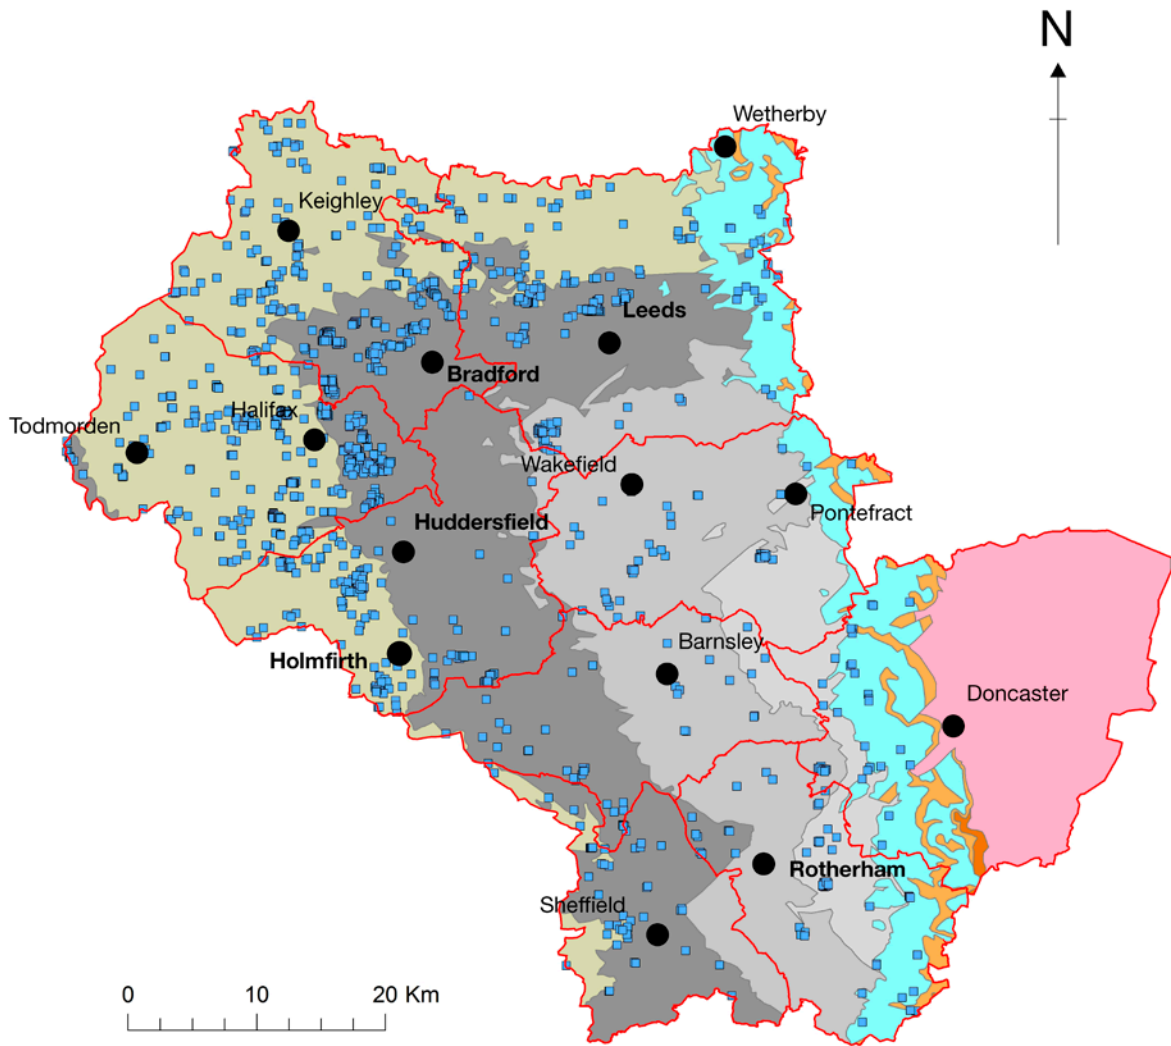 N
Wetherby
Keighley
Leeds
Bradford
Halifax
Todmorden
Wakefield
Pontefract
Huddersfield
Barnsley
Holmfirth
Doncaster
Rotherham
Sheffield
0 10 20 Km